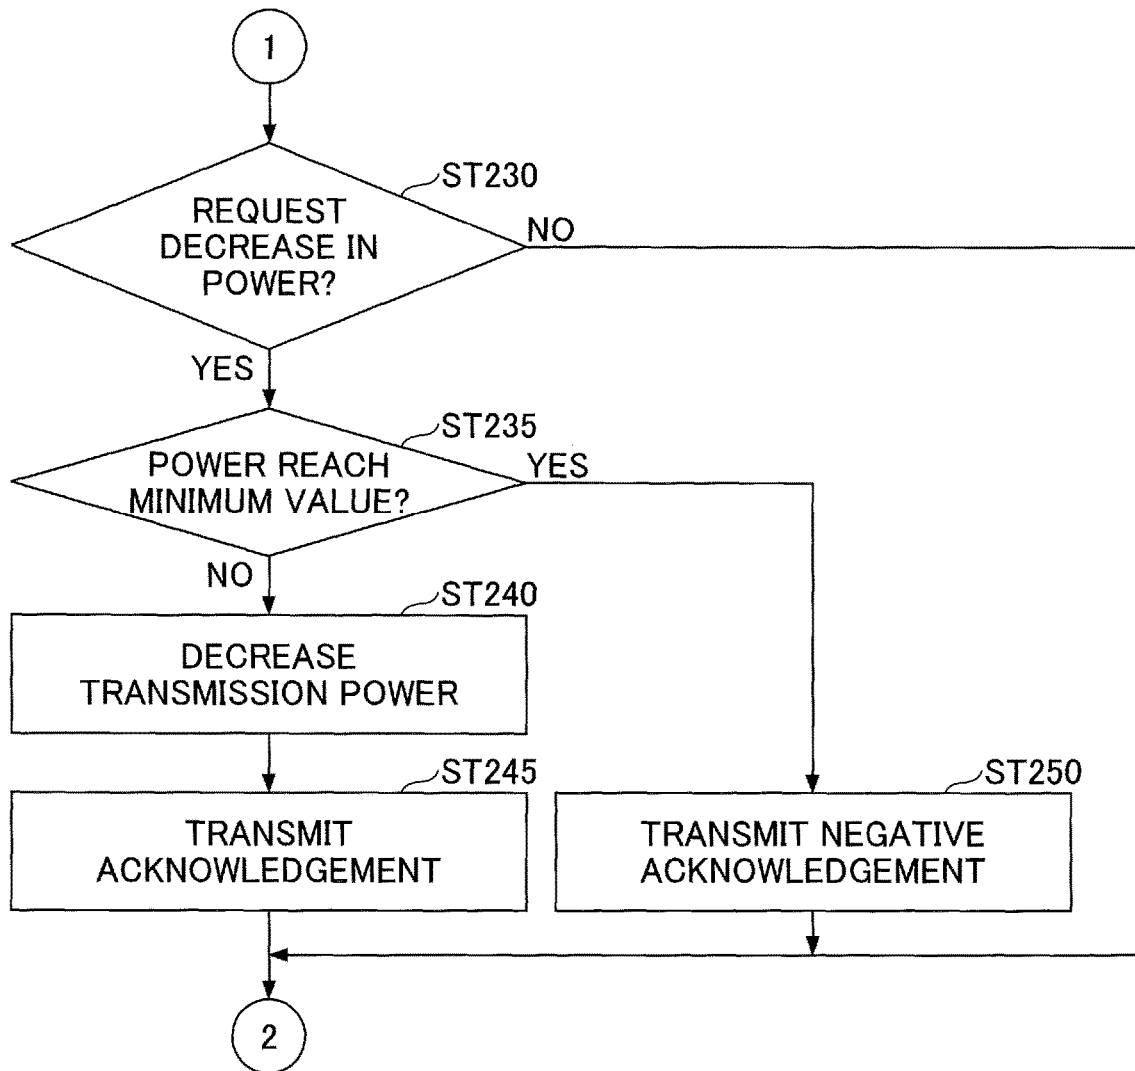 1
ST230
REQUEST
DECREASE IN
POWER?
NO
YES
ST235
POWER REACH
MINIMUM VALUE?
YES
NO
ST240
DECREASE
TRANSMISSION POWER
ST245
TRANSMIT
ACKNOWLEDGEMENT
ST250
TRANSMIT NEGATIVE
ACKNOWLEDGEMENT
2